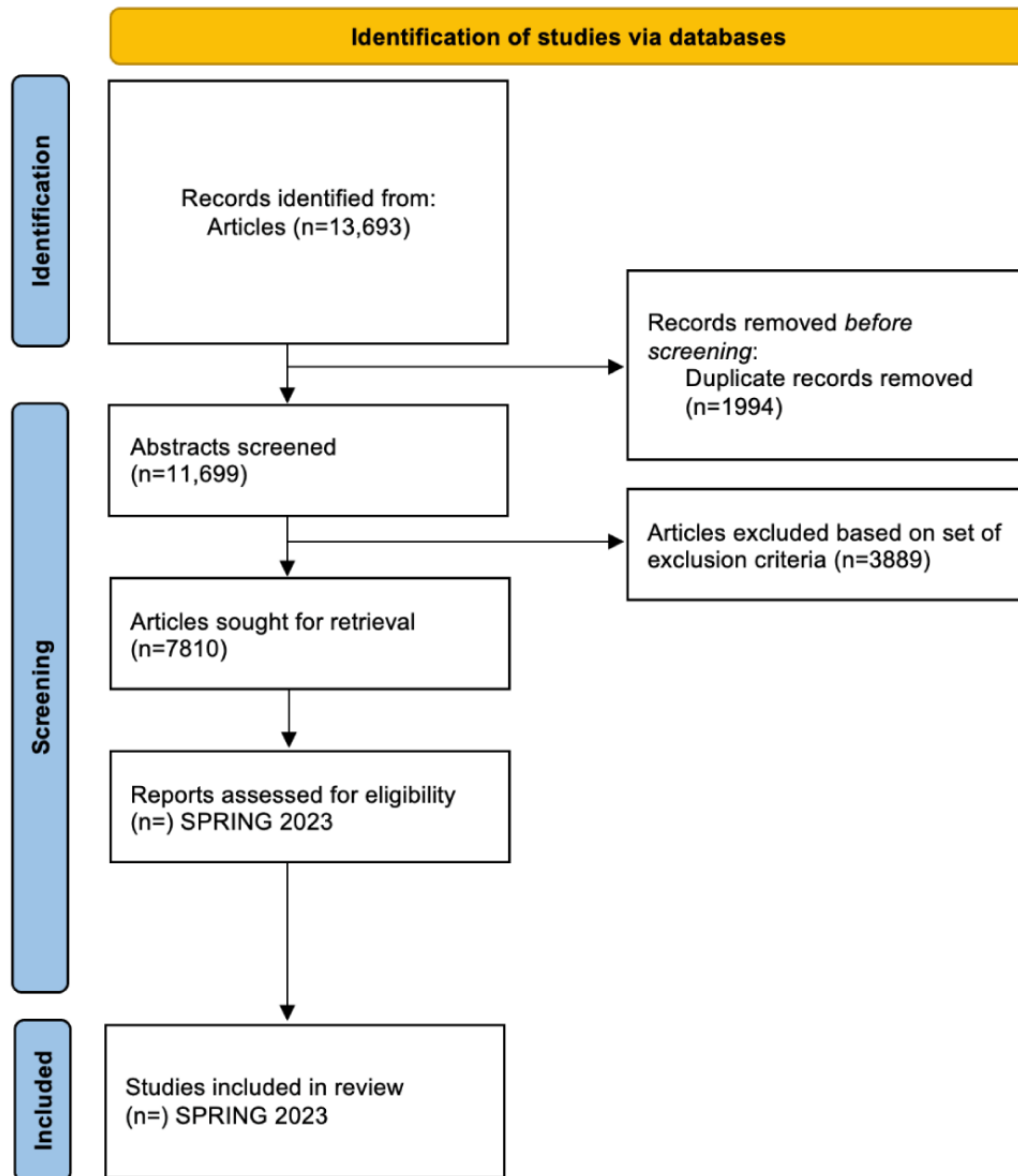 Identification of studies via databases
Identification
Records identified from:
Articles (n=13,693)
Records removed before
screening:
Duplicate records removed
(n=1994)
Screening
Abstracts screened
(n=11,699)
Articles excluded based on set of
exclusion criteria (n=3889)
Articles sought for retrieval
(n=7810)
Reports assessed for eligibility
(n=) SPRING 2023
Included
Studies included in review
(n=) SPRING 2023